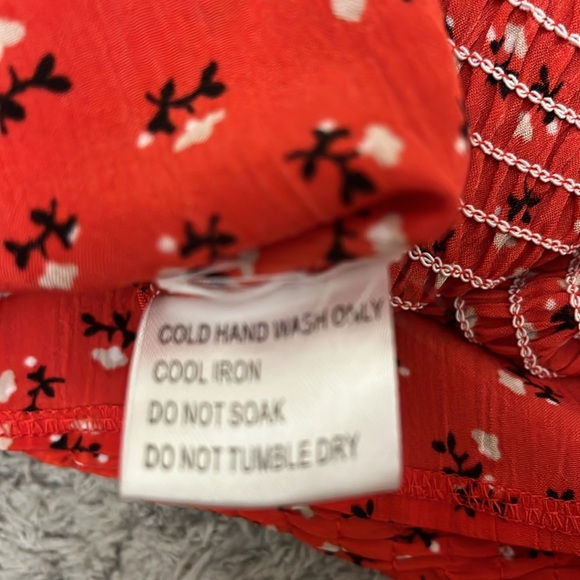 COLD HAND WASH ONLY
COOL IRON
DO NOT SOAK
DO NOT TUMBLE DRY